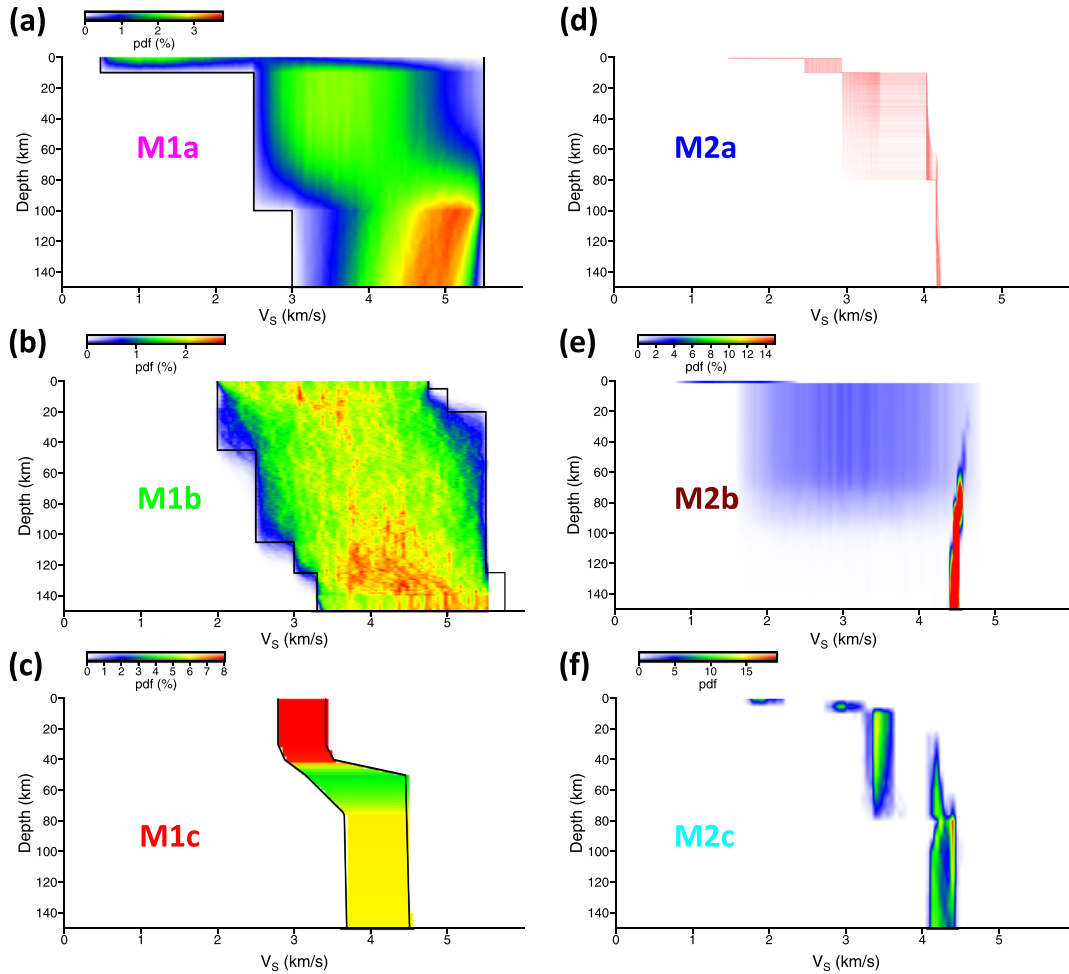 (a)
0 1 2 3
pdf (%)
0
20
40
60
80
100
120
140
Depth (km)
M1a
0 1 2 3 4 5
V_S (km/s)
(d)
0
20
40
60
80
100
120
140
Depth (km)
M2a
0 1 2 3 4 5
V_S (km/s)
(b)
0 1 2
pdf (%)
0
20
40
60
80
100
120
140
Depth (km)
M1b
0 1 2 3 4 5
V_S (km/s)
(e)
0 2 4 6 8 10 12 14
pdf (%)
0
20
40
60
80
100
120
140
Depth (km)
M2b
0 1 2 3 4 5
V_S (km/s)
(c)
0 1 2 3 4 5 6 7 8
pdf (%)
0
20
40
60
80
100
120
140
Depth (km)
M1c
0 1 2 3 4 5
V_S (km/s)
(f)
0 5 10 15
pdf
0
20
40
60
80
100
120
140
Depth (km)
M2c
0 1 2 3 4 5
V_S (km/s)